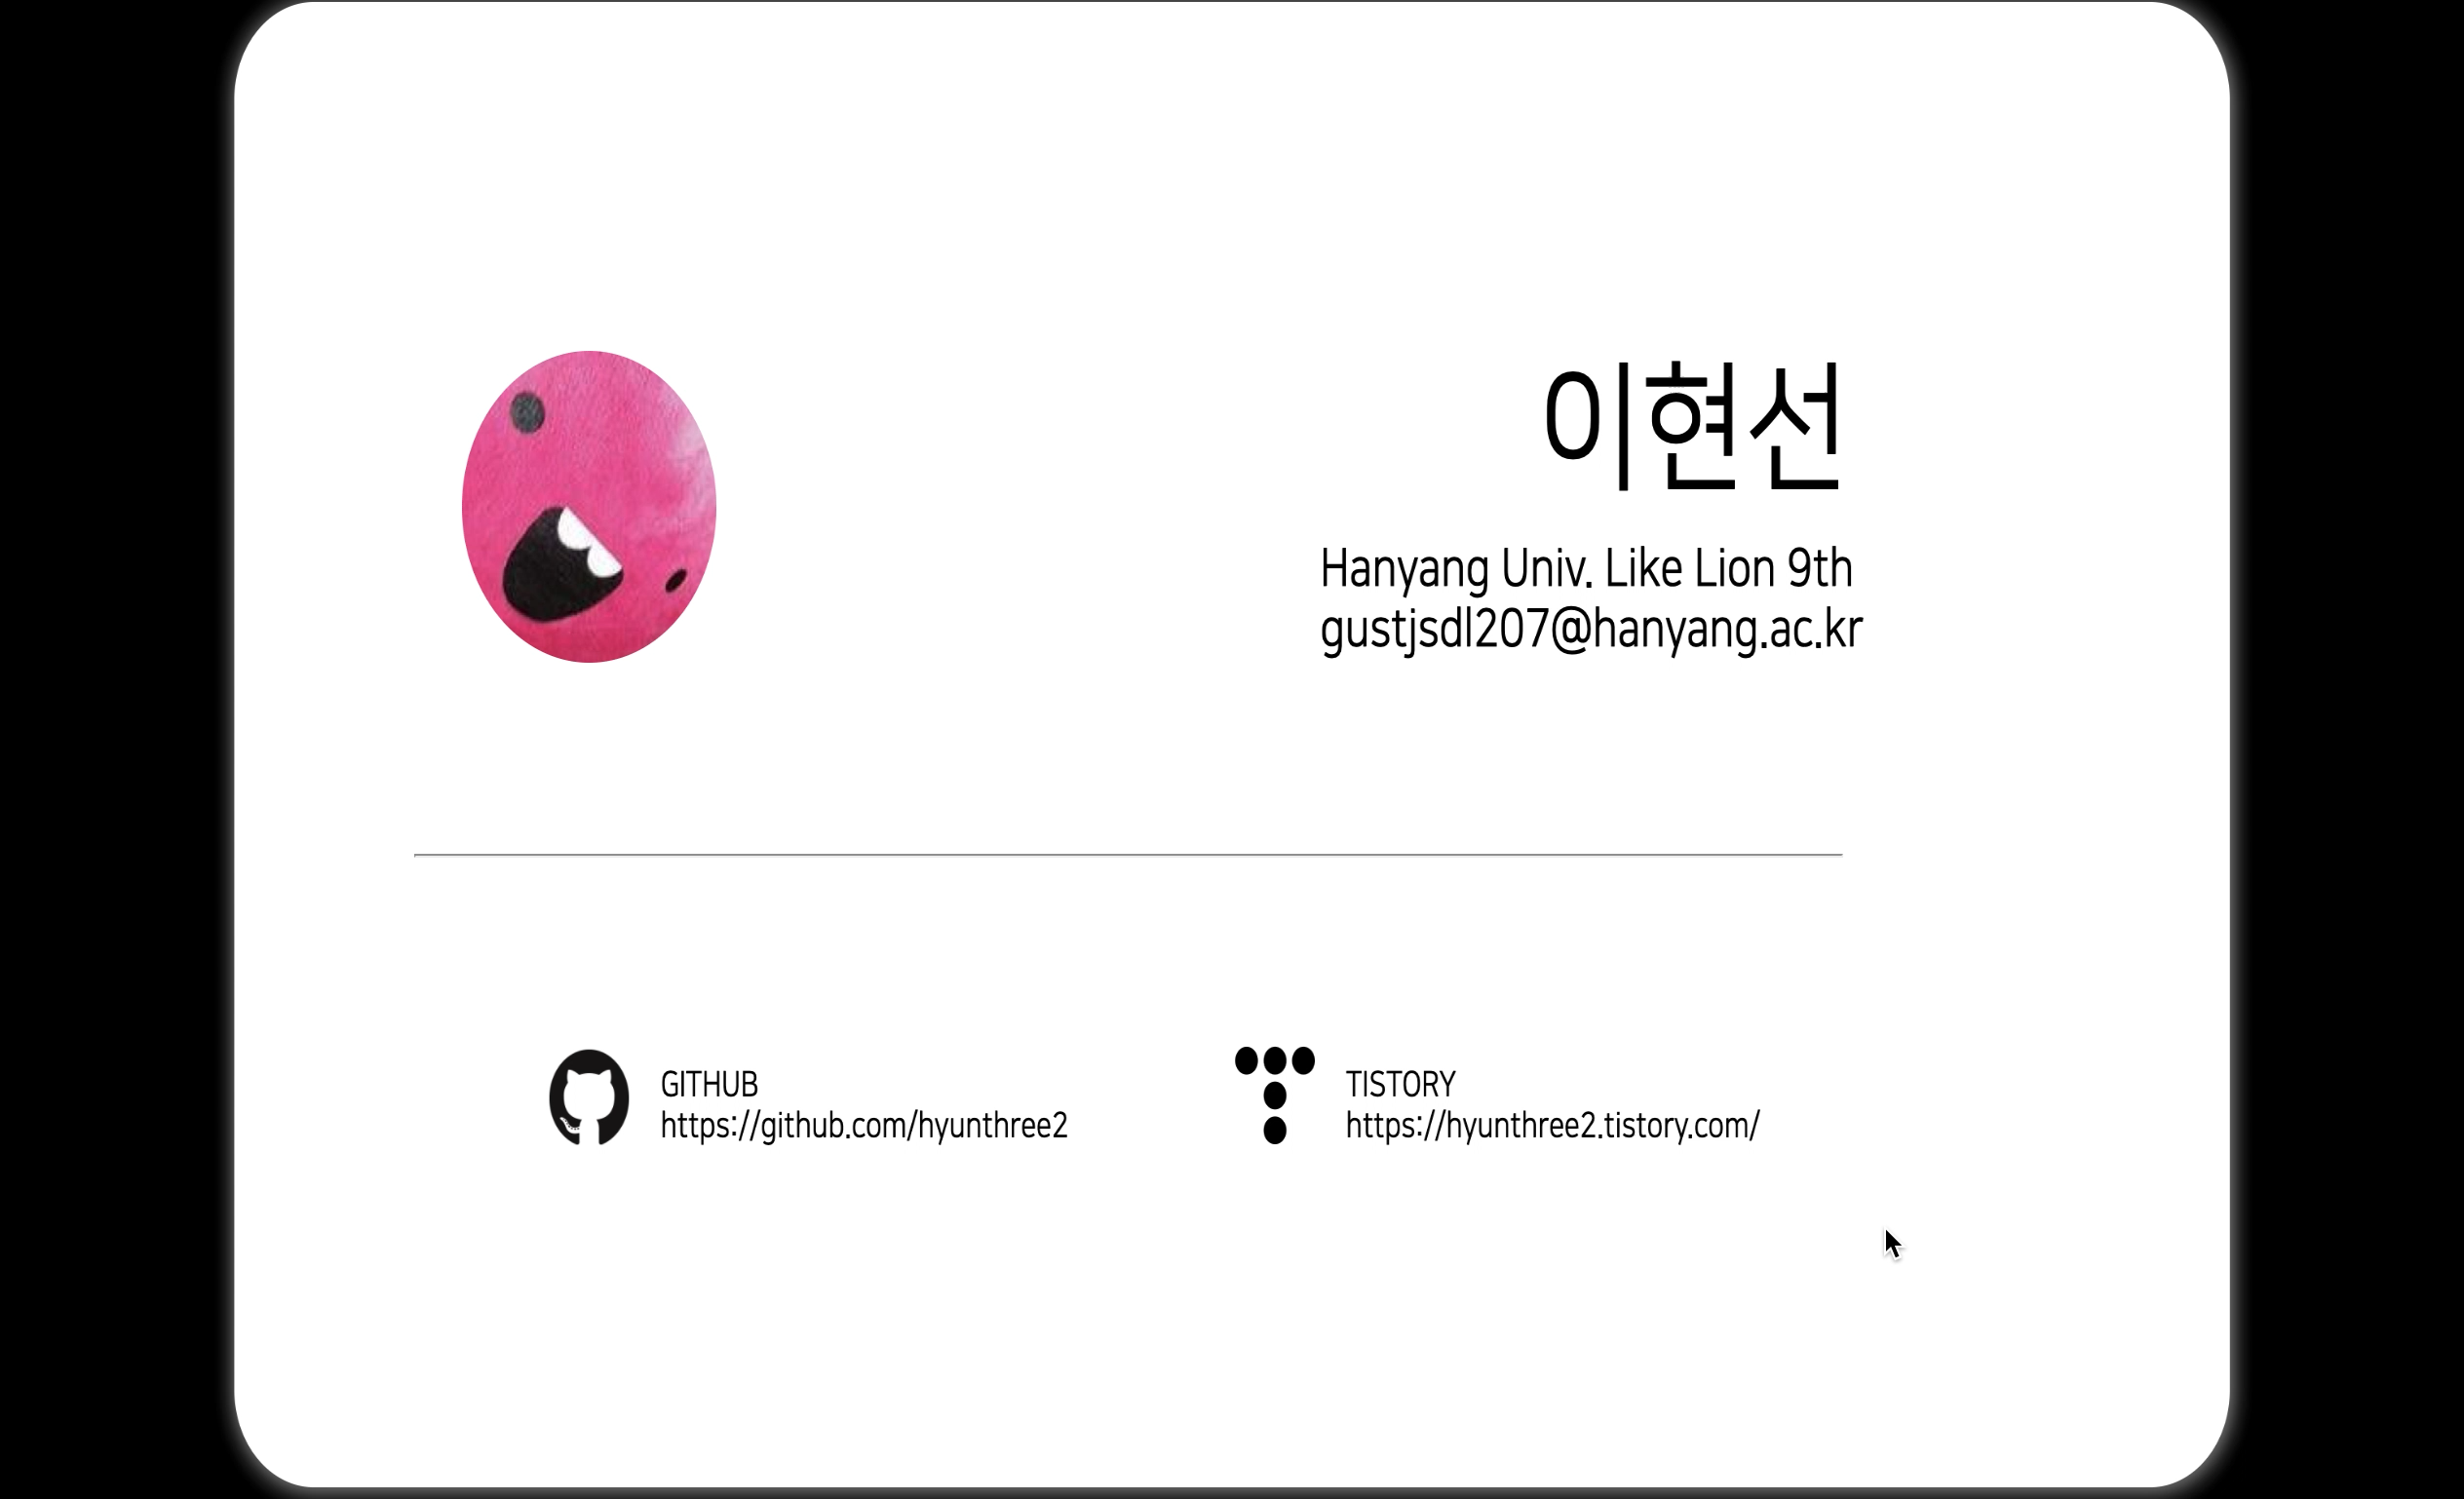 이현선
Hanyang Univ. Like Lion 9th
gustjsdl207@hanyang.ac.kr
GITHUB
https://github.com/hyunthree2
TISTORY
https://hyunthree2.tistory.com/